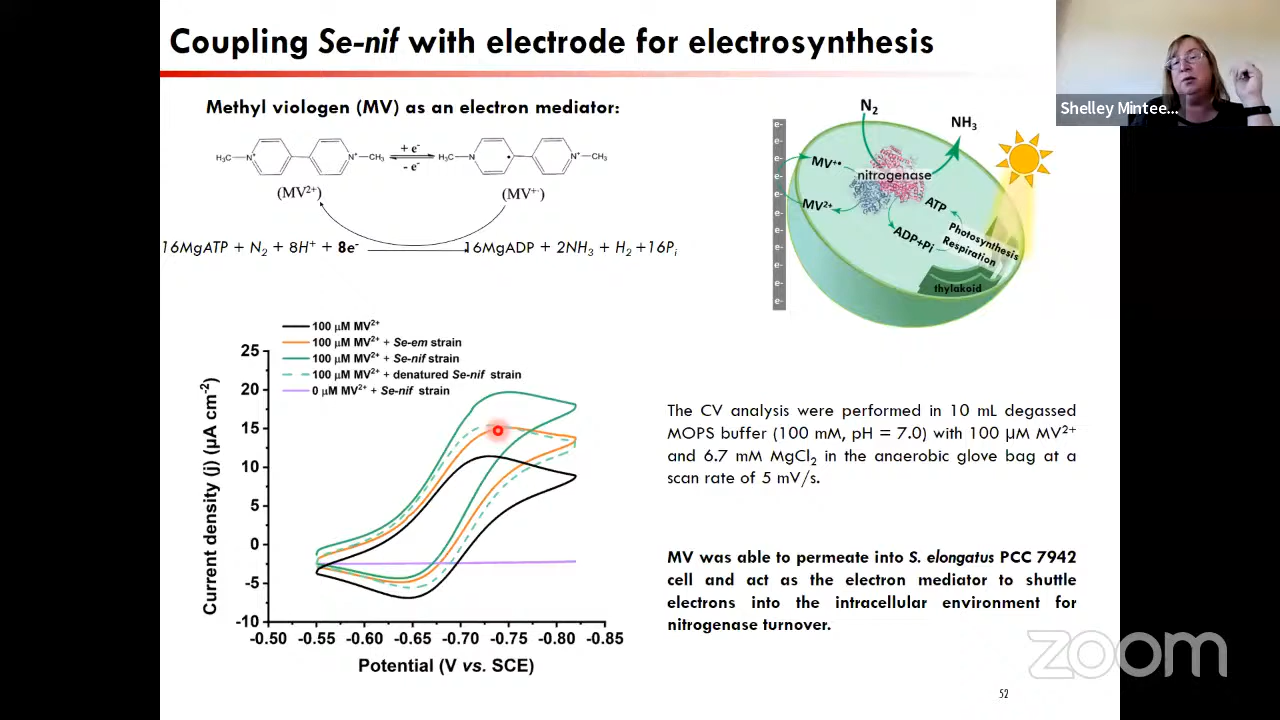 Coupling Se-nif with electrode for electrosynthesis
Shelley Mintee...
Methyl viologen (MV) as an electron mediator:
H₃C
N⁺
N⁺
CH₃
+ e⁻
- e⁻
H₃C
N
N⁺
CH₃
(MV²⁺)
(MV⁺·)
16MgATP + N₂ + 8H⁺ + 8e⁻
16MgADP + 2NH₃ + H₂ +16Pᵢ
N₂
NH₃
e-
e-
e-
e-
e-
e-
e-
e-
e-
e-
e-
MV⁺•
MV²⁺
nitrogenase
ATP
ADP+Pi
Photosynthesis
Respiration
thylakoid
100 µM MV²⁺
100 µM MV²⁺ + Se-em strain
100 µM MV²⁺ + Se-nif strain
100 µM MV²⁺ + denatured Se-nif strain
0 µM MV²⁺ + Se-nif strain
Current density (j) (µA cm⁻²)
25
20
15
10
5
0
-5
-10
-0.50 -0.55 -0.60 -0.65 -0.70 -0.75 -0.80 -0.85
Potential (V vs. SCE)
The CV analysis were performed in 10 mL degassed
MOPS buffer (100 mM, pH = 7.0) with 100 µM MV²⁺
and 6.7 mM MgCl₂ in the anaerobic glove bag at a
scan rate of 5 mV/s.
MV was able to permeate into S. elongatus PCC 7942
cell and act as the electron mediator to shuttle
electrons into the intracellular environment for
nitrogenase turnover.
zoom
52